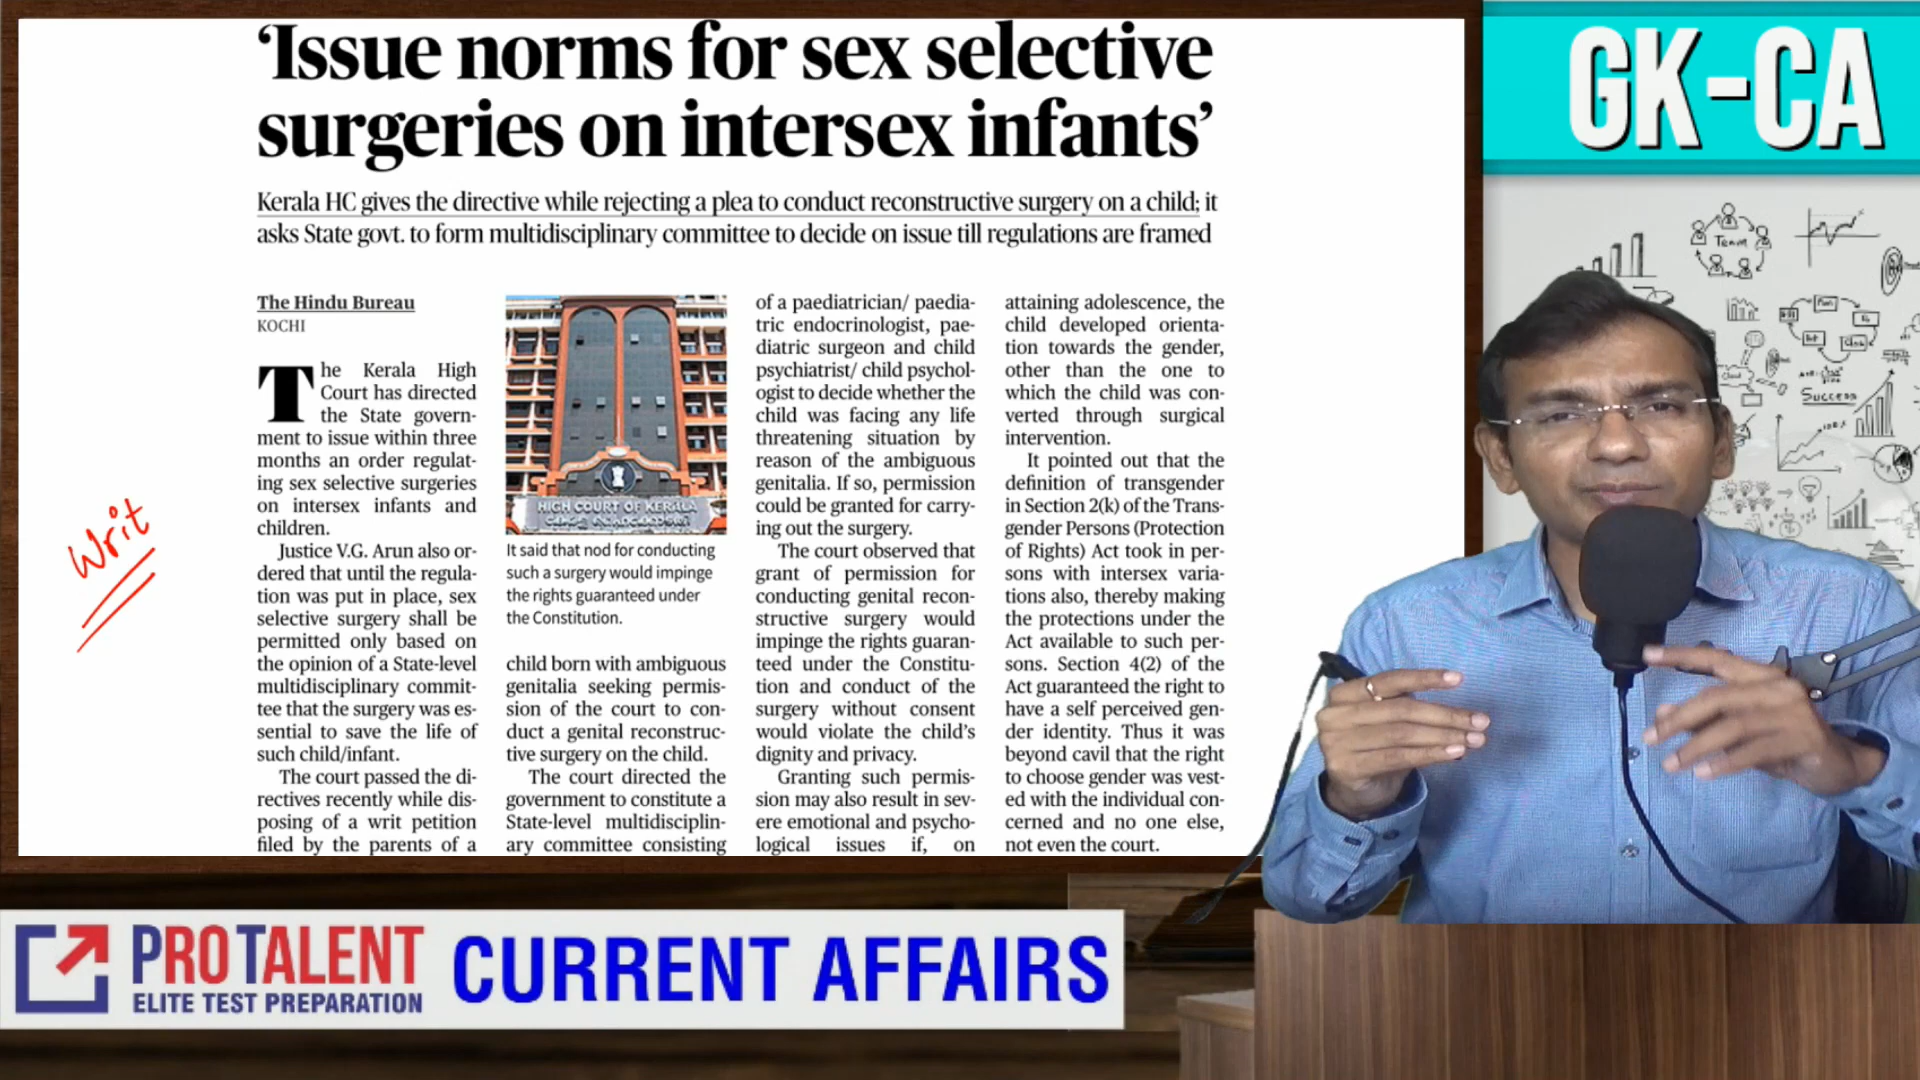 ‘Issue norms for sex selective
surgeries on intersex infants’
Kerala HC gives the directive while rejecting a plea to conduct reconstructive surgery on a child; it
asks State govt. to form multidisciplinary committee to decide on issue till regulations are framed
The Hindu Bureau
KOCHI
The Kerala High
Court has directed
the State govern-
ment to issue within three
months an order regulat-
ing sex selective surgeries
on intersex infants and
children.
Justice V.G. Arun also or-
dered that until the regula-
tion was put in place, sex
selective surgery shall be
permitted only based on
the opinion of a State-level
multidisciplinary commit-
tee that the surgery was es-
sential to save the life of
such child/infant.
The court passed the di-
rectives recently while dis-
posing of a writ petition
filed by the parents of a
HIGH COURT OF KERALA
It said that nod for conducting
such a surgery would impinge
the rights guaranteed under
the Constitution.
child born with ambiguous
genitalia seeking permis-
sion of the court to con-
duct a genital reconstruc-
tive surgery on the child.
The court directed the
government to constitute a
State-level multidisciplin-
ary committee consisting
of a paediatrician/ paedia-
tric endocrinologist, pae-
diatric surgeon and child
psychiatrist/ child psychol-
ogist to decide whether the
child was facing any life
threatening situation by
reason of the ambiguous
genitalia. If so, permission
could be granted for carry-
ing out the surgery.
The court observed that
grant of permission for
conducting genital recon-
structive surgery would
impinge the rights guaran-
teed under the Constitu-
tion and conduct of the
surgery without consent
would violate the child’s
dignity and privacy.
Granting such permis-
sion may also result in sev-
ere emotional and psycho-
logical issues if, on
attaining adolescence, the
child developed orienta-
tion towards the gender,
other than the one to
which the child was con-
verted through surgical
intervention.
It pointed out that the
definition of transgender
in Section 2(k) of the Trans-
gender Persons (Protection
of Rights) Act took in per-
sons with intersex varia-
tions also, thereby making
the protections under the
Act available to such per-
sons. Section 4(2) of the
Act guaranteed the right to
have a self perceived gen-
der identity. Thus it was
beyond cavil that the right
to choose gender was vest-
ed with the individual con-
cerned and no one else,
not even the court.
Writ
GK-CA
Team
Success
PROTALENT
ELITE TEST PREPARATION
CURRENT AFFAIRS